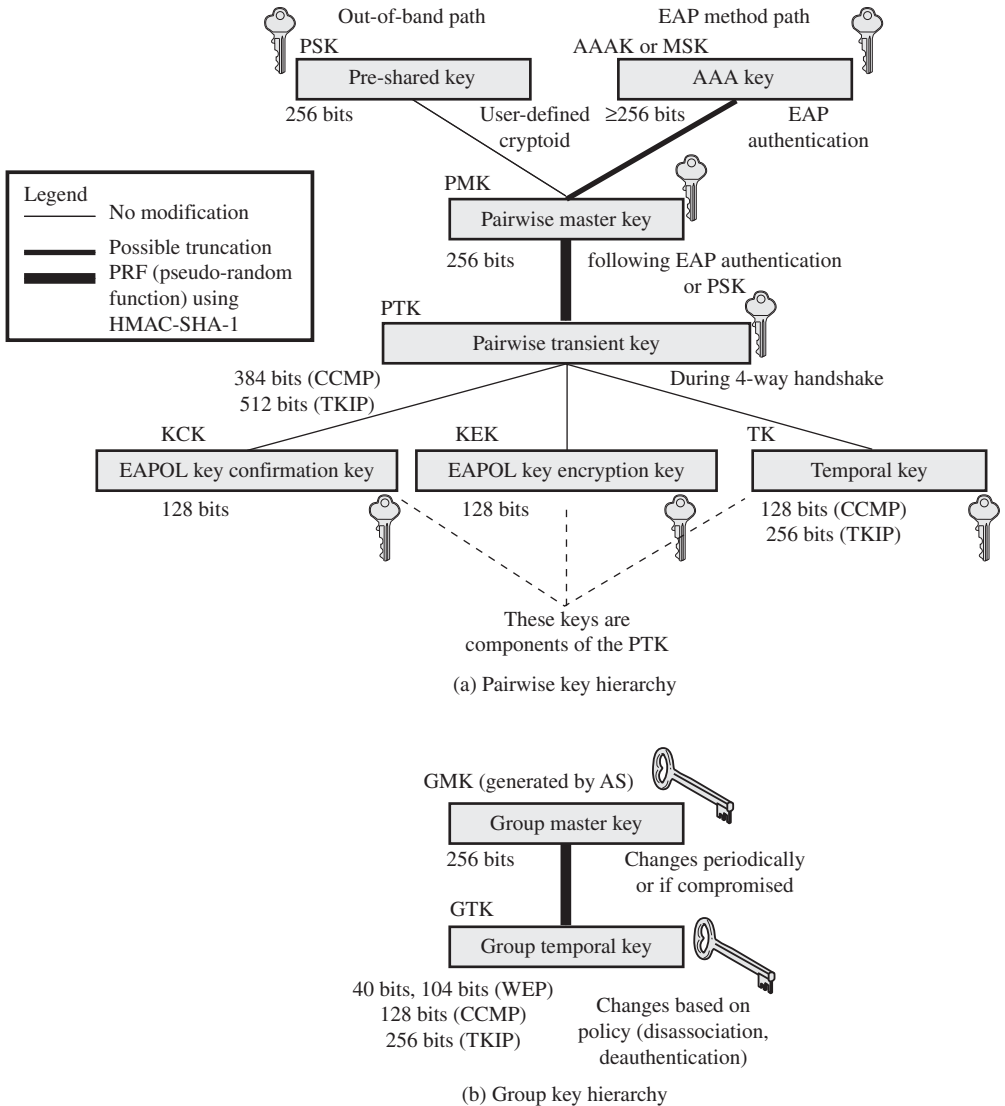 Out-of-band path
EAP method path
PSK
AAAK or MSK
Pre-shared key
AAA key
256 bits
User-defined
cryptoid
≥256 bits
EAP
authentication
Legend
No modification
Possible truncation
PRF (pseudo-random
function) using
HMAC-SHA-1
PMK
Pairwise master key
256 bits
following EAP authentication
or PSK
PTK
Pairwise transient key
384 bits (CCMP)
512 bits (TKIP)
During 4-way handshake
KCK
KEK
TK
EAPOL key confirmation key
EAPOL key encryption key
Temporal key
128 bits
128 bits
128 bits (CCMP)
256 bits (TKIP)
These keys are
components of the PTK
(a) Pairwise key hierarchy
GMK (generated by AS)
Group master key
256 bits
Changes periodically
or if compromised
GTK
Group temporal key
40 bits, 104 bits (WEP)
128 bits (CCMP)
256 bits (TKIP)
Changes based on
policy (disassociation,
deauthentication)
(b) Group key hierarchy